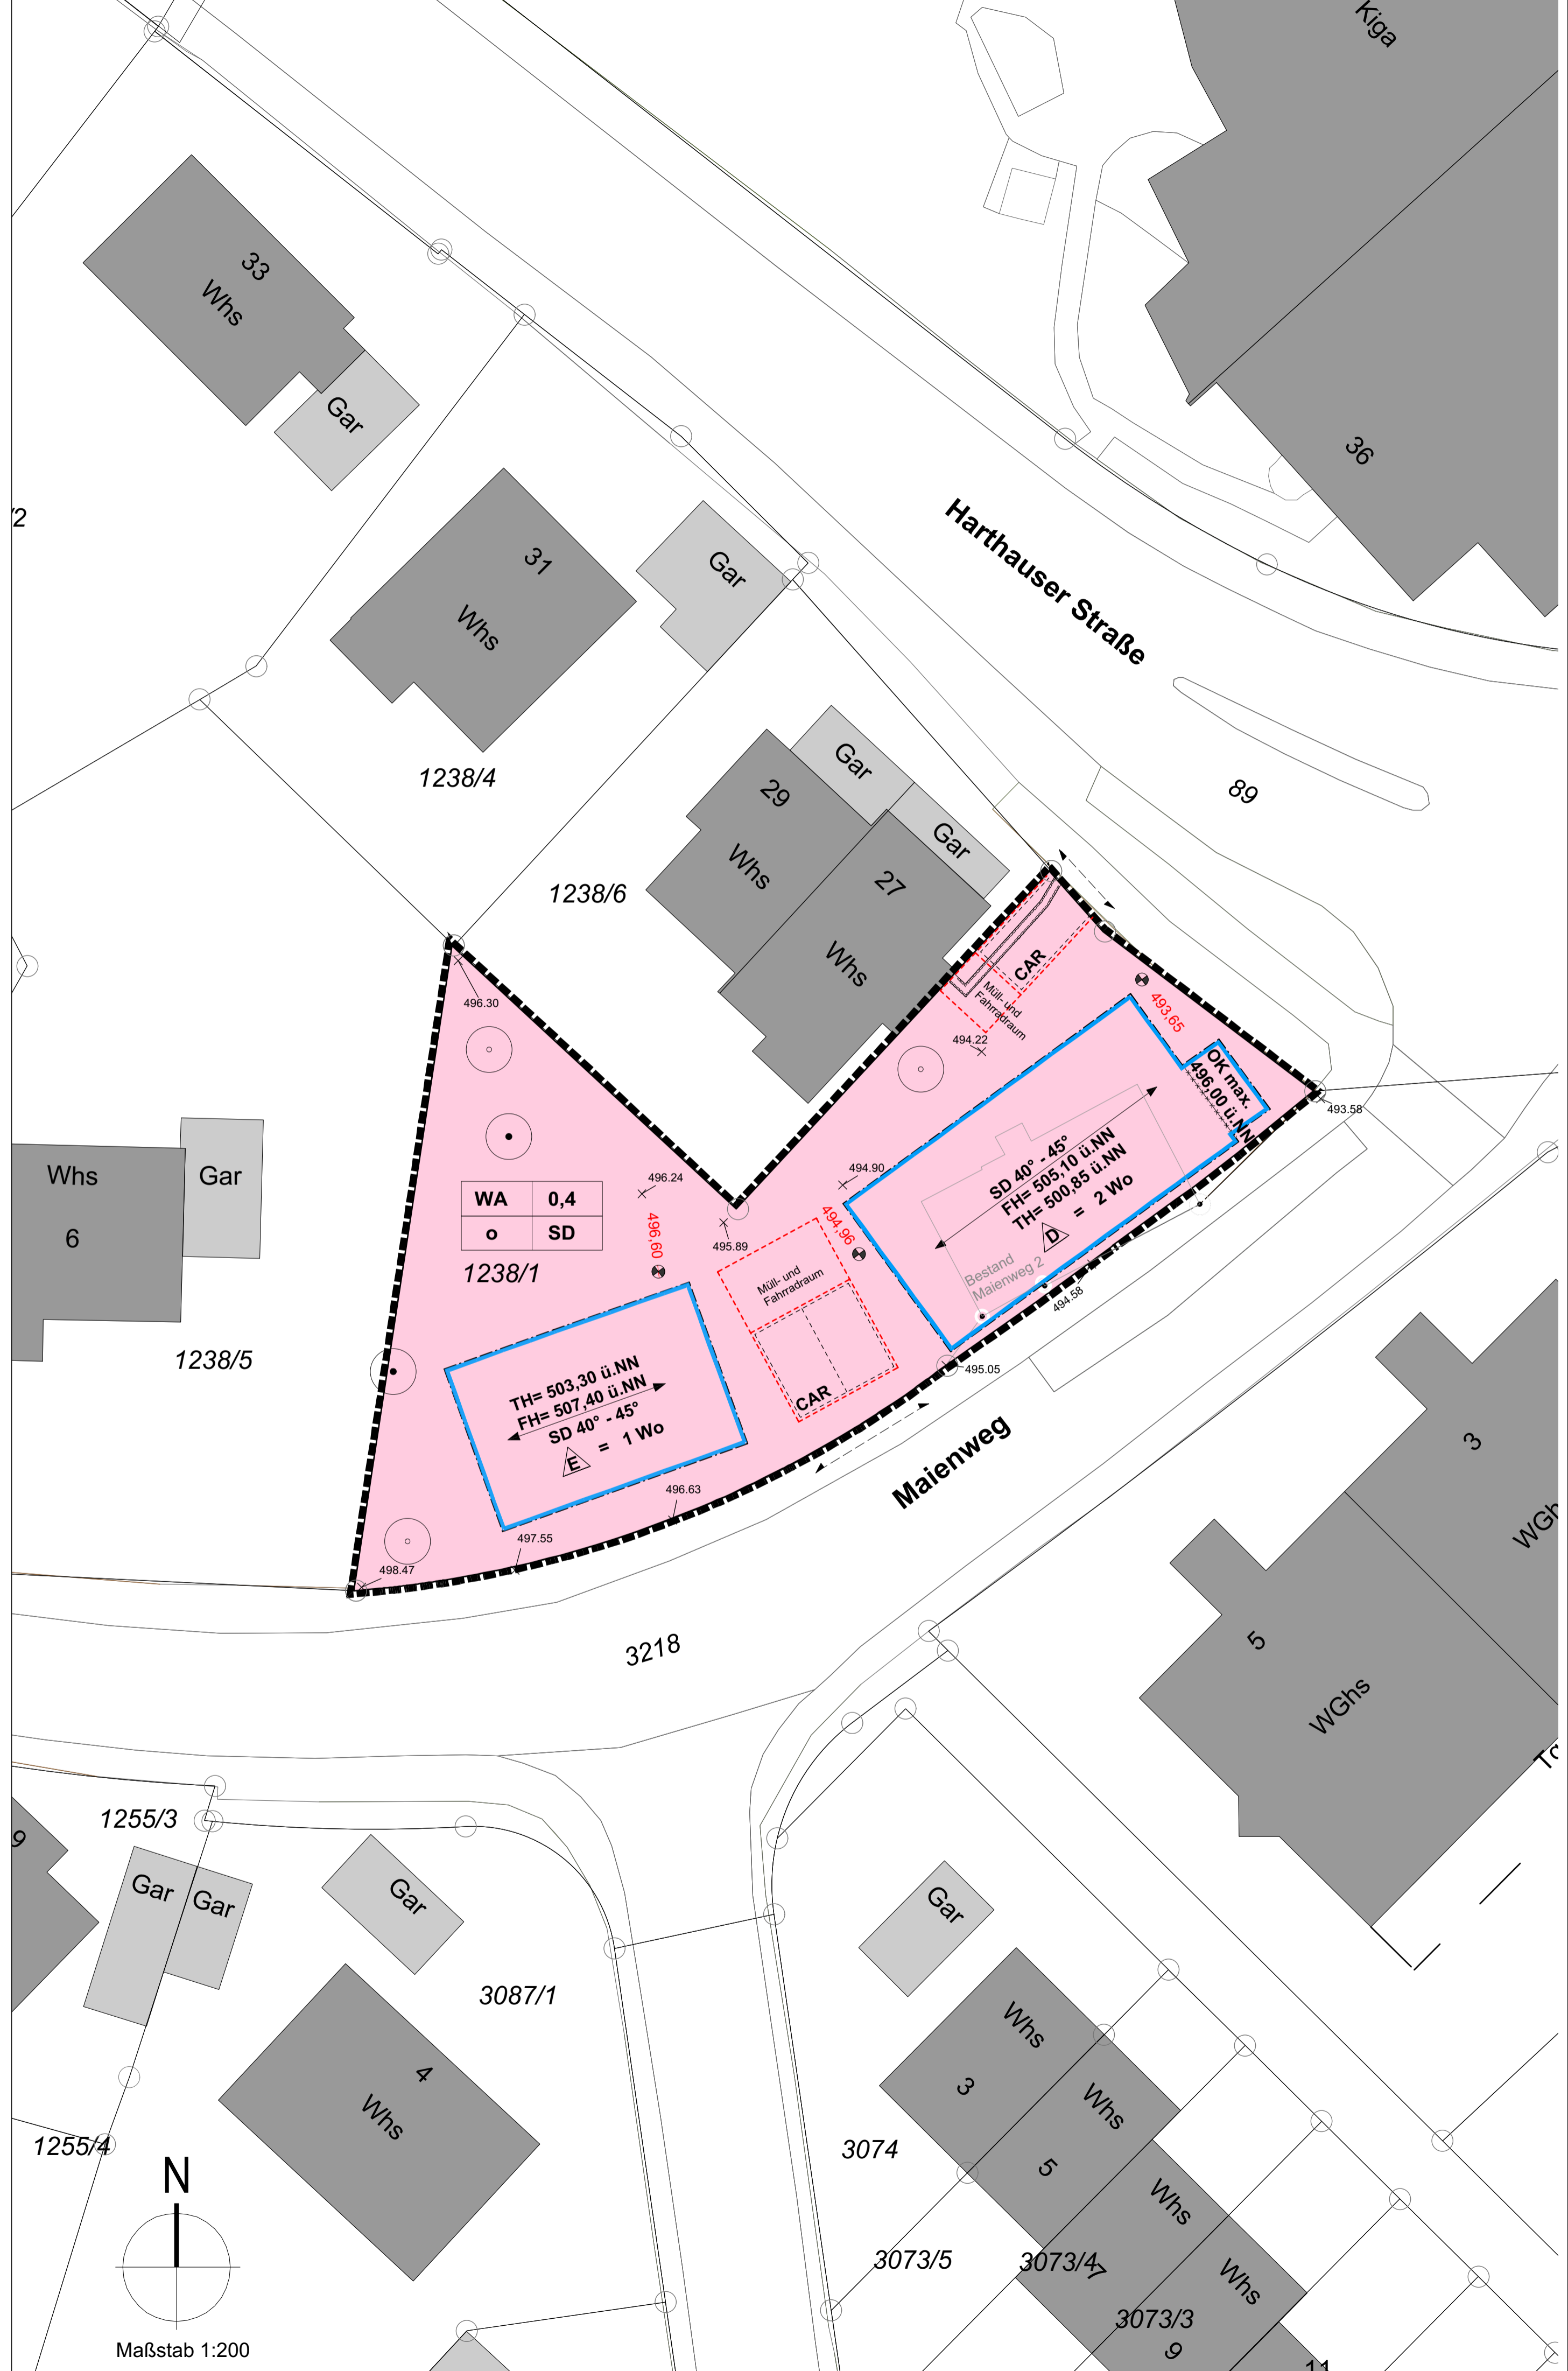 Kiga
33
Whs
Gar
36
/2
31
Whs
Gar
Harthauser Straße
1238/4
89
Gar
29
Whs
Gar
27
Whs
1238/6
CAR
Müll- und
Fahrradraum
493,65
496.30
494.22
OK max.
496,00 ü.NN
493.58
Whs
Gar
6
496.24
494.90
SD 40° - 45°
FH= 505,10 ü.NN
TH= 500,85 ü.NN
D = 2 Wo
WA 0,4
o SD
496,60
495.89
494,96
1238/1
Müll- und
Fahrradraum
Bestand
Maienweg 2
494.58
1238/5
495.05
TH= 503,30 ü.NN
FH= 507,40 ü.NN
SD 40° - 45°
E = 1 Wo
CAR
Maienweg
3
496.63
497.55
498.47
WGh
3218
5
WGhs
1255/3
9
Gar
Gar
Gar
Gar
3087/1
4
Whs
Whs
3
Whs
5
1255/4
3074
Whs
N
3073/5
3073/4
7
Whs
3073/3
9
Maßstab 1:200
11